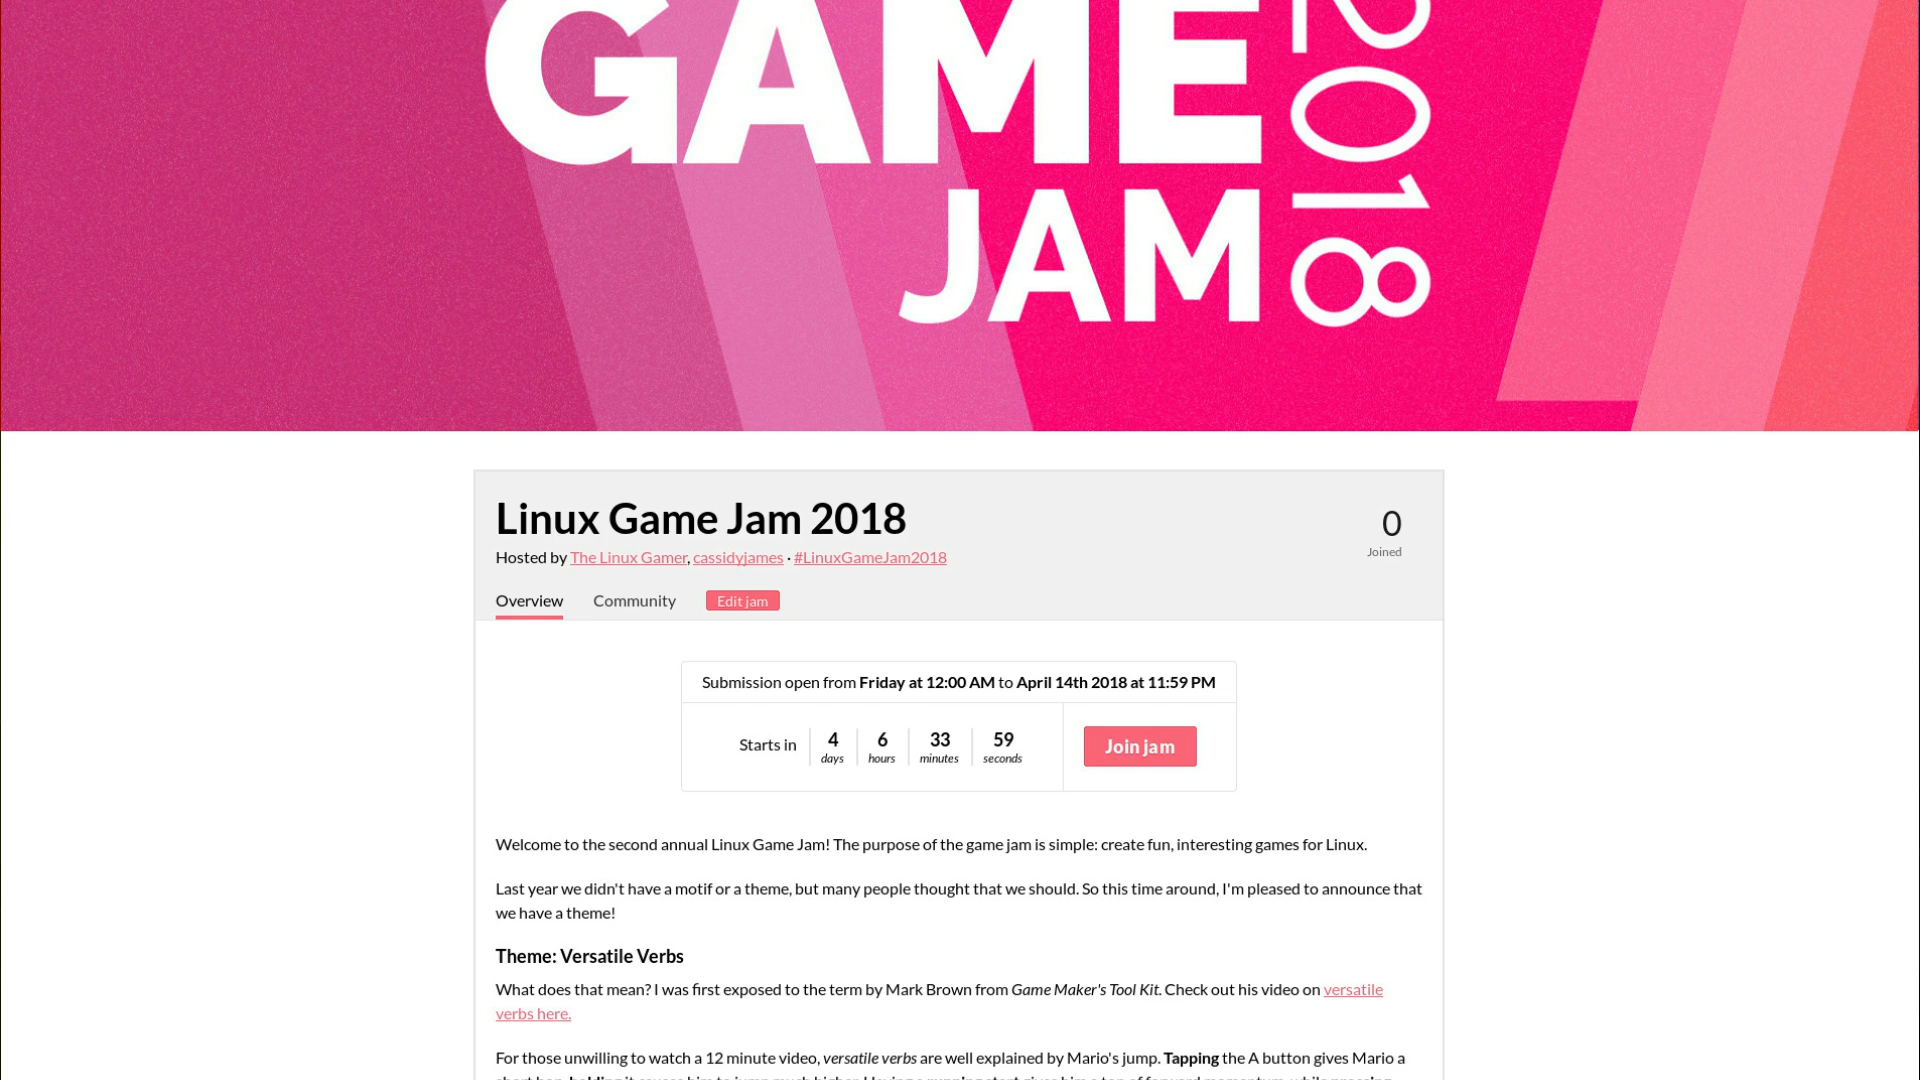 GAME
JAM
2018
Linux Game Jam 2018
0
Joined
Hosted by The Linux Gamer, cassidyjames · #LinuxGameJam2018
Overview Community Edit jam
Submission open from Friday at 12:00 AM to April 14th 2018 at 11:59 PM
Starts in 4 days 6 hours 33 minutes 59 seconds
Join jam
Welcome to the second annual Linux Game Jam! The purpose of the game jam is simple: create fun, interesting games for Linux.
Last year we didn't have a motif or a theme, but many people thought that we should. So this time around, I'm pleased to announce that
we have a theme!
Theme: Versatile Verbs
What does that mean? I was first exposed to the term by Mark Brown from Game Maker's Tool Kit. Check out his video on versatile
verbs here.
For those unwilling to watch a 12 minute video, versatile verbs are well explained by Mario's jump. Tapping the A button gives Mario a